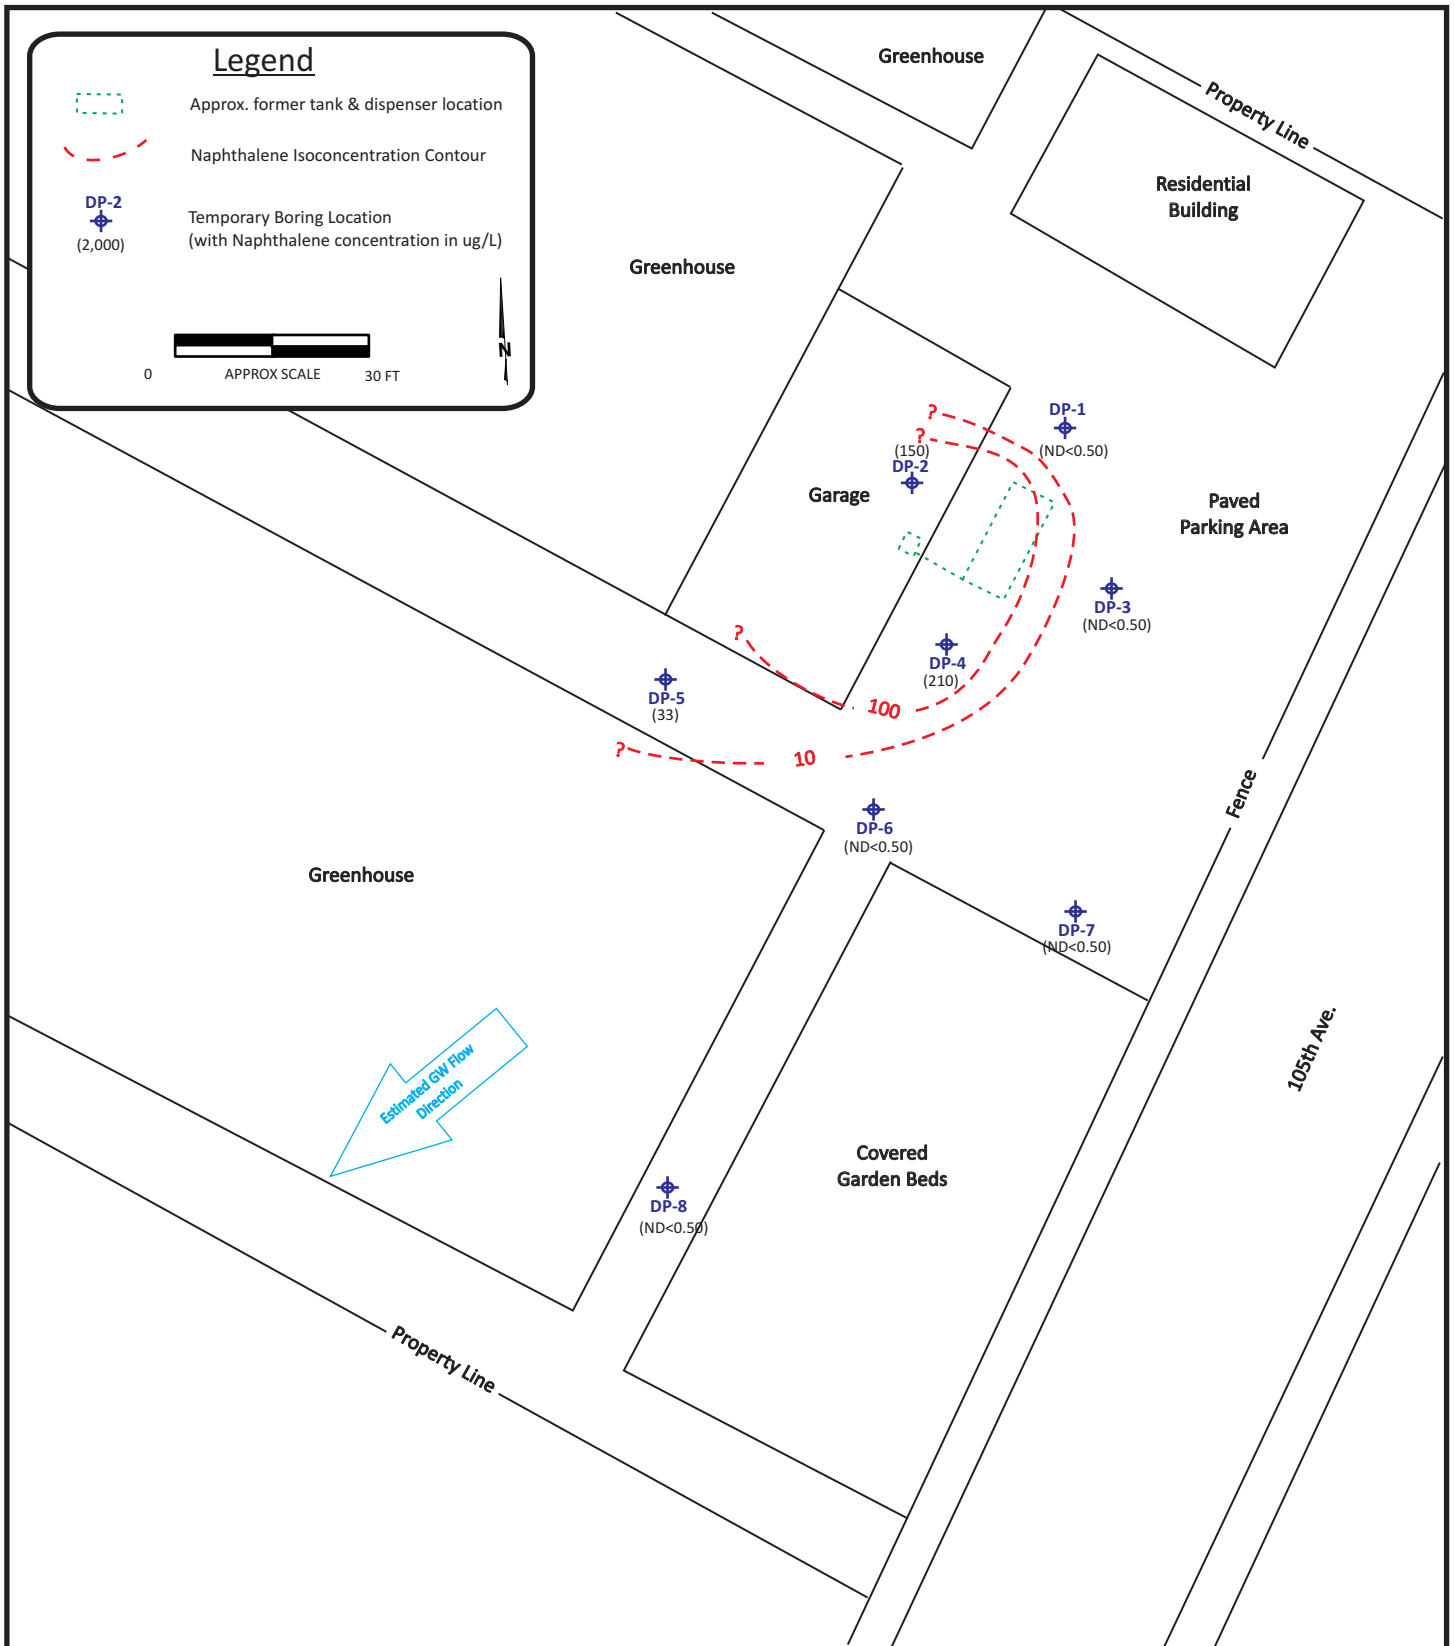 Legend
Approx. former tank & dispenser location
Naphthalene Isoconcentration Contour
DP-2
(2,000)
Temporary Boring Location
(with Naphthalene concentration in ug/L)
N
0
APPROX SCALE
30 FT
Greenhouse
Property Line
Residential
Building
Greenhouse
DP-1
(ND<0.50)
?
?
(150)
DP-2
Garage
Paved
Parking Area
DP-3
(ND<0.50)
?
DP-4
(210)
DP-5
(33)
100
?
10
Fence
DP-6
(ND<0.50)
Greenhouse
DP-7
(ND<0.50)
Estimated GW Flow
Direction
105th Ave.
Covered
Garden Beds
DP-8
(ND<0.50)
Property Line